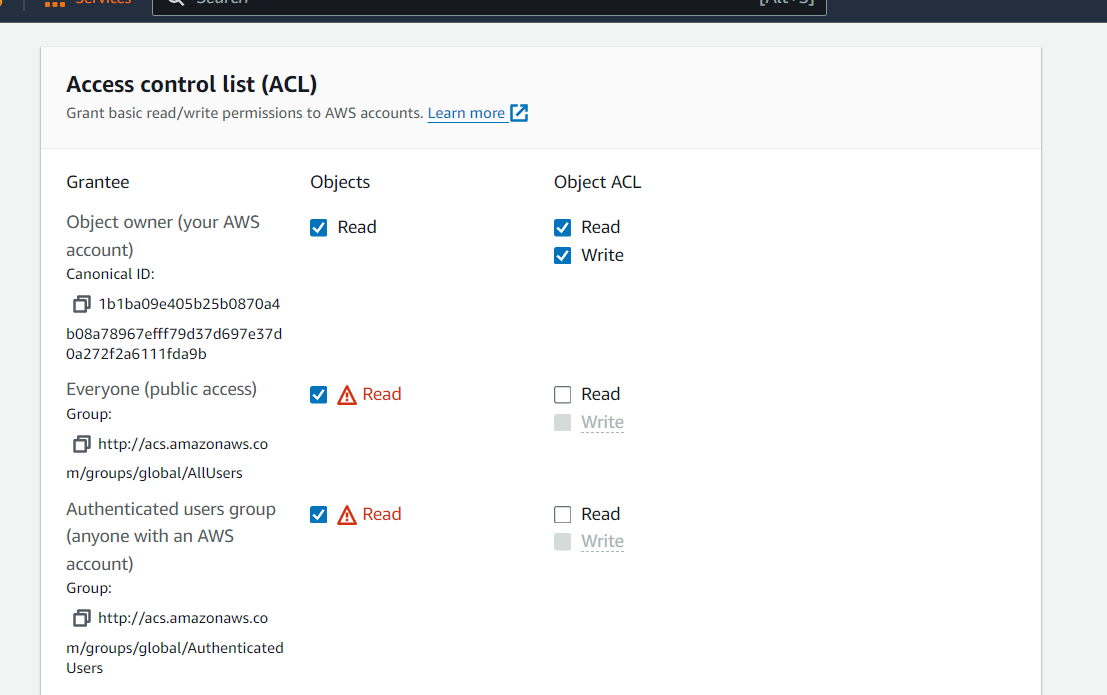 Services
Search
[Alt+S]
Access control list (ACL)
Grant basic read/write permissions to AWS accounts. Learn more
Grantee Objects Object ACL
Object owner (your AWS
account)
Read Read
Write
Canonical ID:
1b1ba09e405b25b0870a4
b08a78967efff79d37d697e37d
0a272f2a6111fda9b
Everyone (public access) Read Read
Group: Write
http://acs.amazonaws.co
m/groups/global/AllUsers
Authenticated users group Read Read
(anyone with an AWS Write
account)
Group:
http://acs.amazonaws.co
m/groups/global/Authenticated
Users